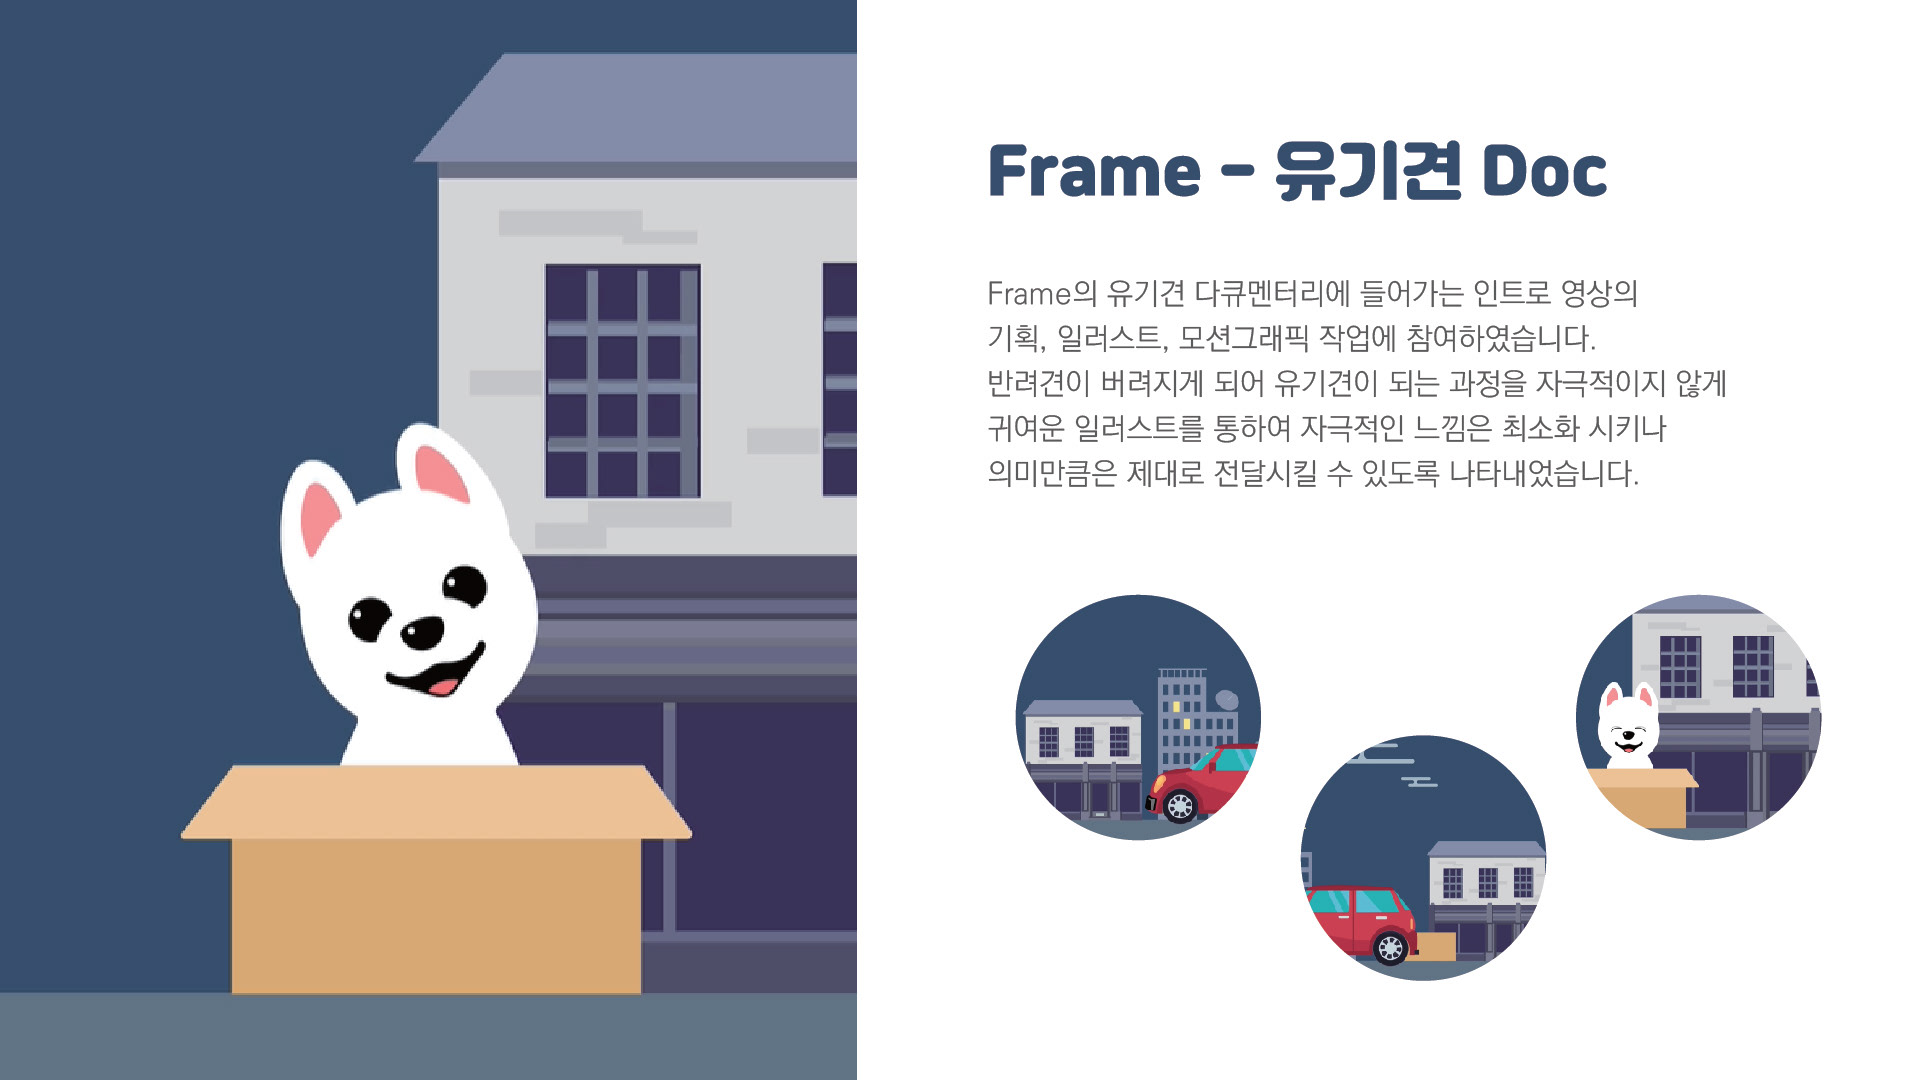 Frame - 유기견 Doc
Frame의 유기견 다큐멘터리에 들어가는 인트로 영상의
기획, 일러스트, 모션그래픽 작업에 참여하였습니다.
반려견이 버려지게 되어 유기견이 되는 과정을 자극적이지 않게
귀여운 일러스트를 통하여 자극적인 느낌은 최소화 시키나
의미만큼은 제대로 전달시킬 수 있도록 나타내었습니다.